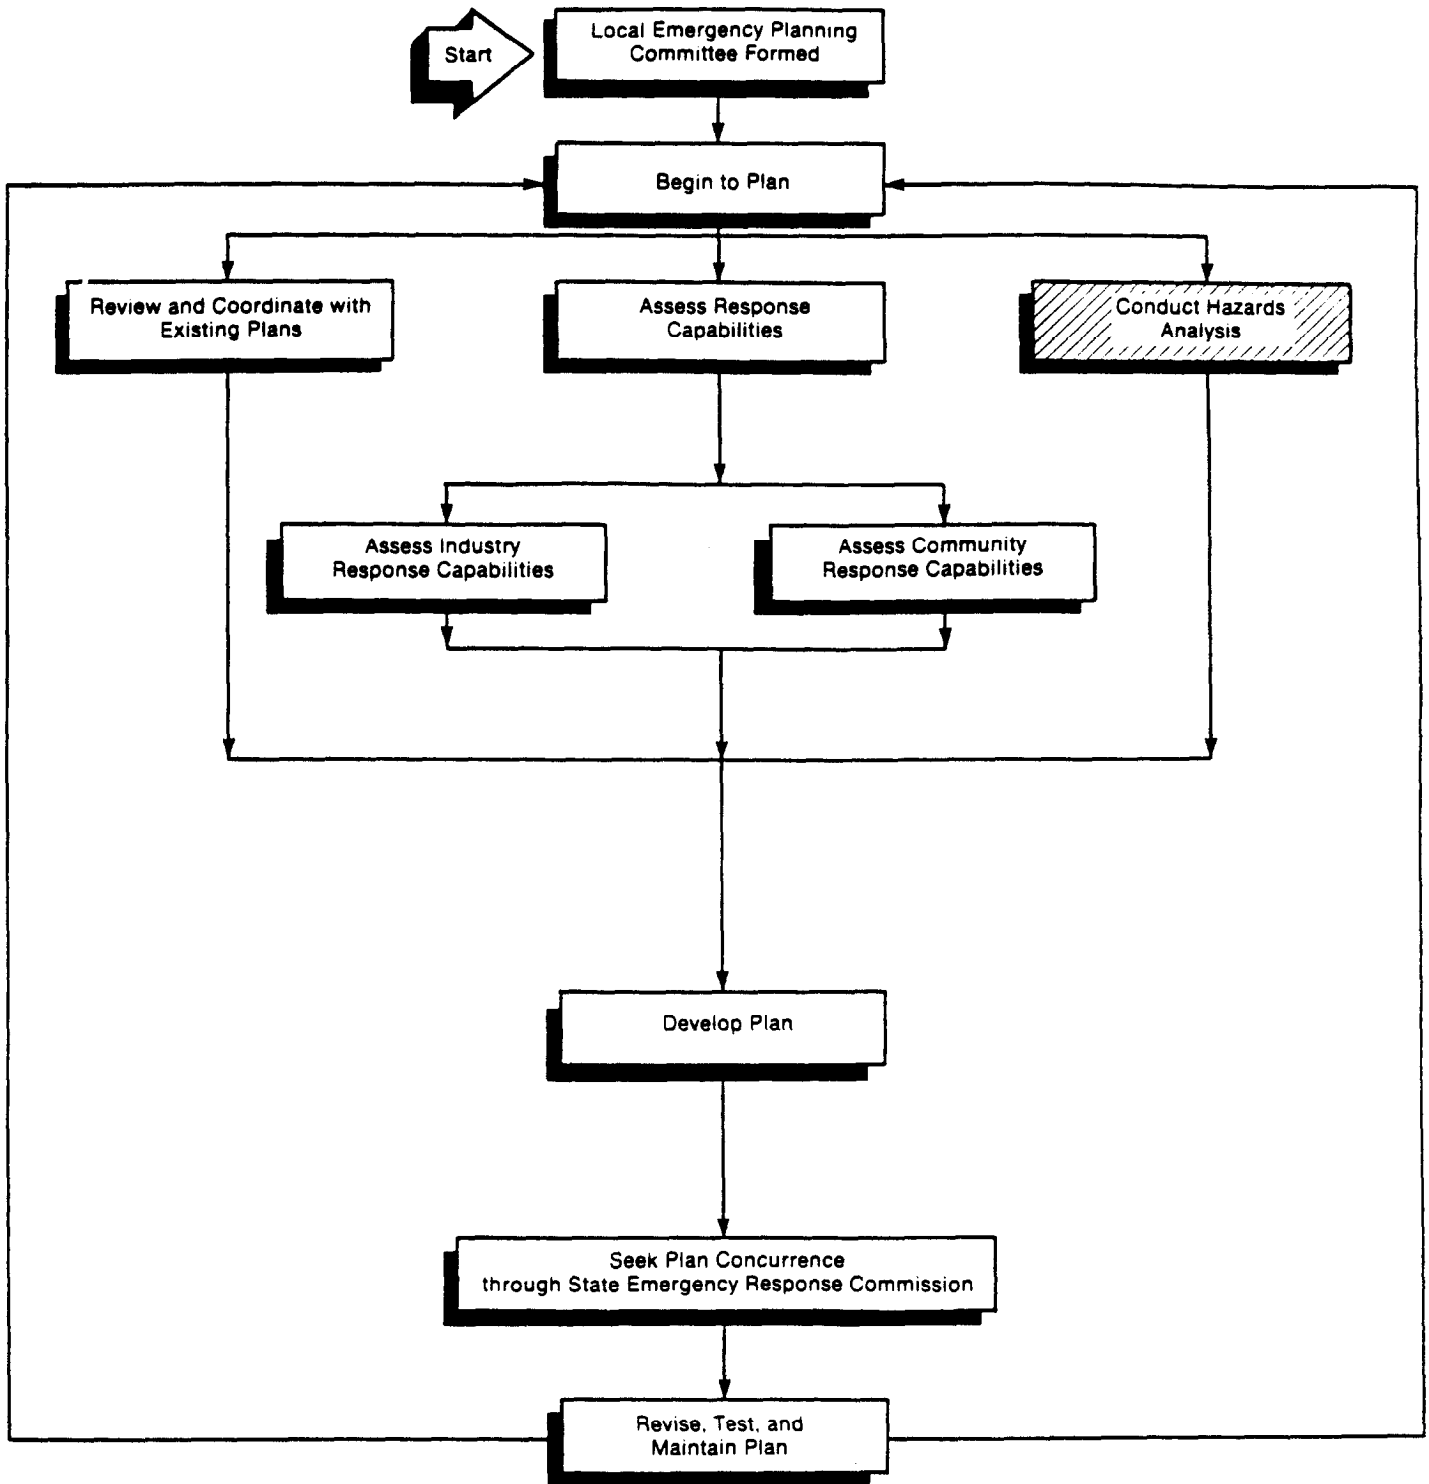 Start
Local Emergency Planning
Committee Formed
Begin to Plan
Review and Coordinate with
Existing Plans
Assess Response
Capabilities
Conduct Hazards
Analysis
Assess Industry
Response Capabilities
Assess Community
Response Capabilities
Develop Plan
Seek Plan Concurrence
through State Emergency Response Commission
Revise, Test, and
Maintain Plan